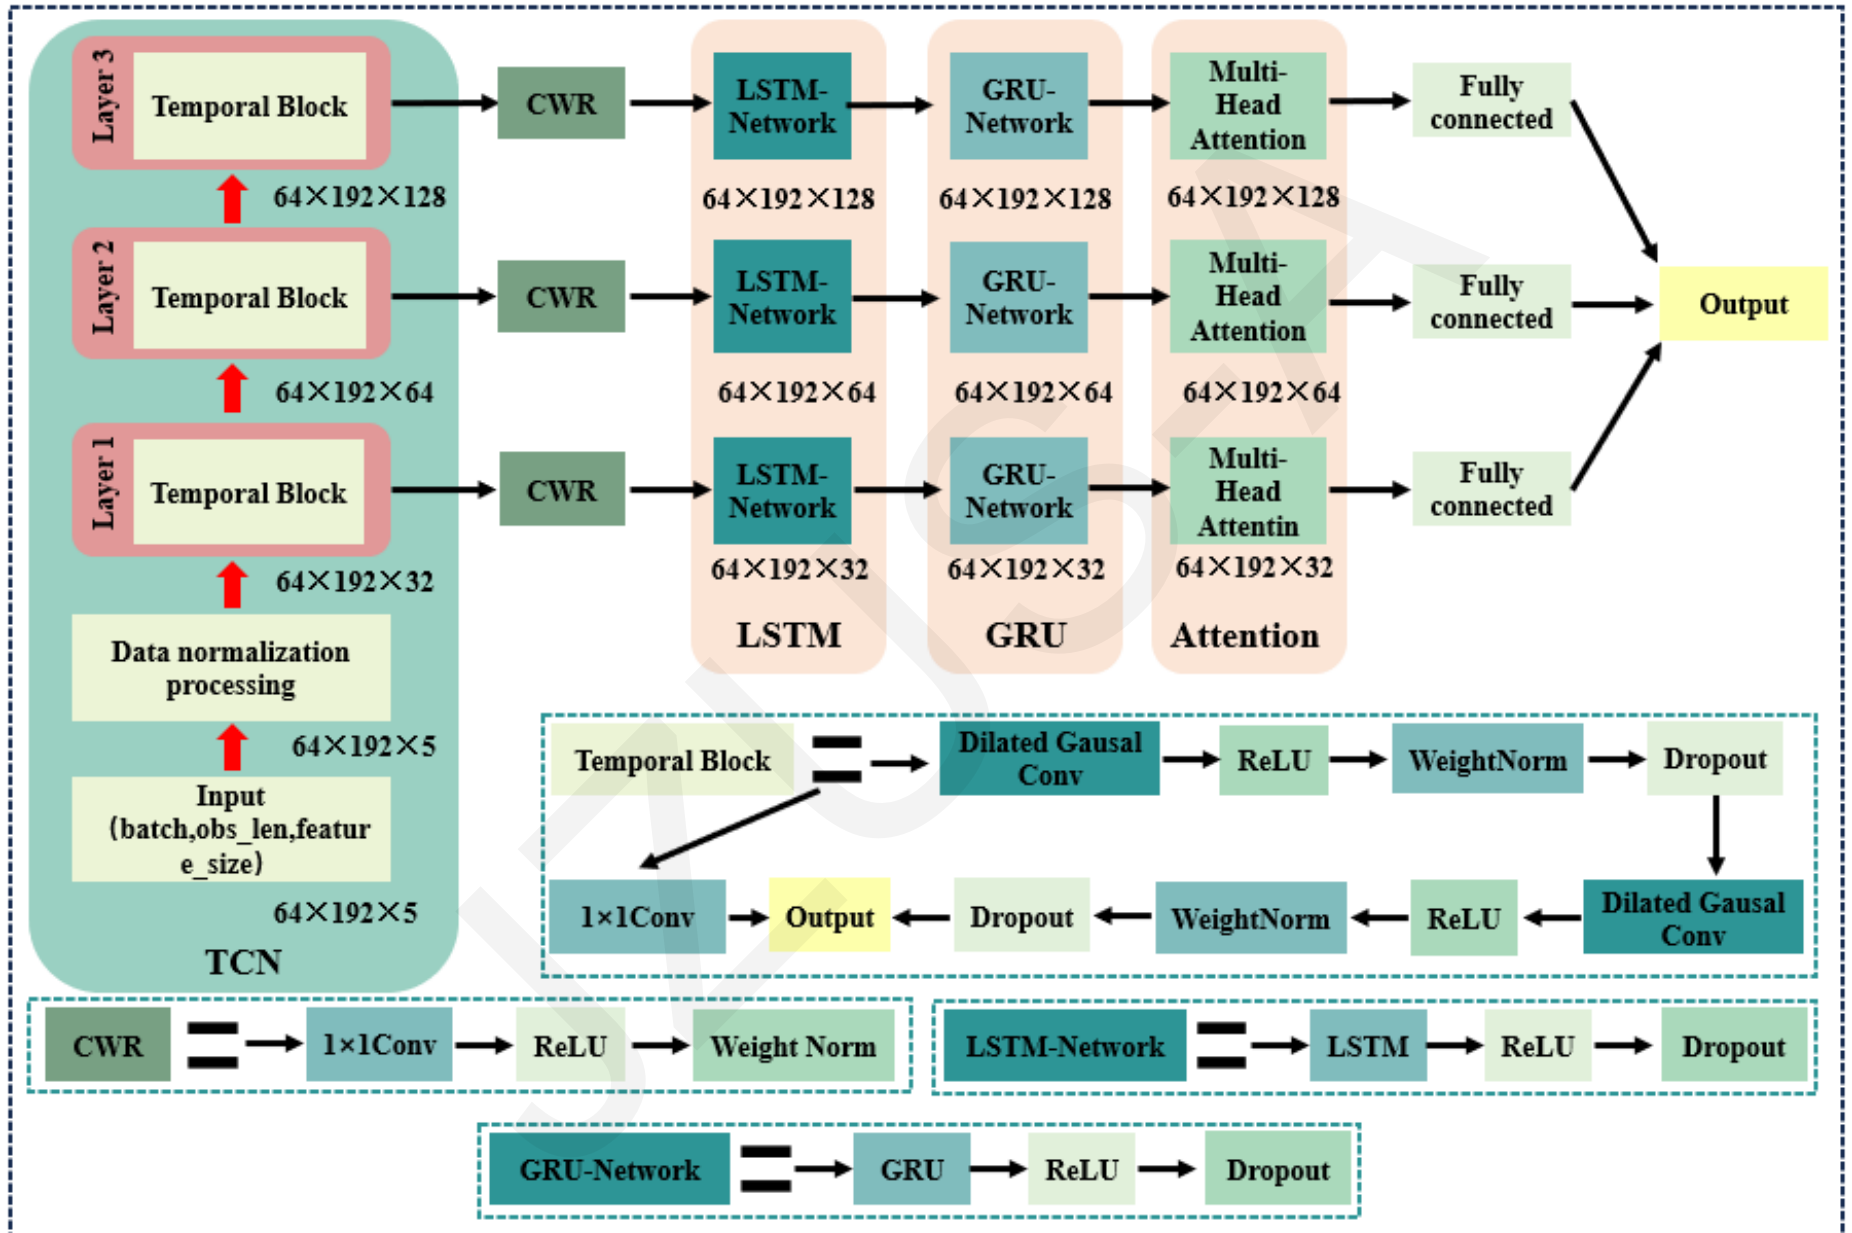 Layer 3
Temporal Block
CWR
LSTM-
Network
GRU-
Network
Multi-
Head
Attention
Fully
connected
64×192×128
64×192×128
64×192×128
64×192×128
Layer 2
Temporal Block
CWR
LSTM-
Network
GRU-
Network
Multi-
Head
Attention
Fully
connected
Output
64×192×64
64×192×64
64×192×64
64×192×64
Layer 1
Temporal Block
CWR
LSTM-
Network
GRU-
Network
Multi-
Head
Attentin
Fully
connected
64×192×32
64×192×32
64×192×32
64×192×32
LSTM
GRU
Attention
Data normalization
processing
64×192×5
Input
(batch,obs_len,featur
e_size)
64×192×5
TCN
Temporal Block
Dilated Gausal
Conv
ReLU
WeightNorm
Dropout
1×1Conv
Output
Dropout
WeightNorm
ReLU
Dilated Gausal
Conv
CWR
1×1Conv
ReLU
Weight Norm
LSTM-Network
LSTM
ReLU
Dropout
GRU-Network
GRU
ReLU
Dropout
JZUS-A